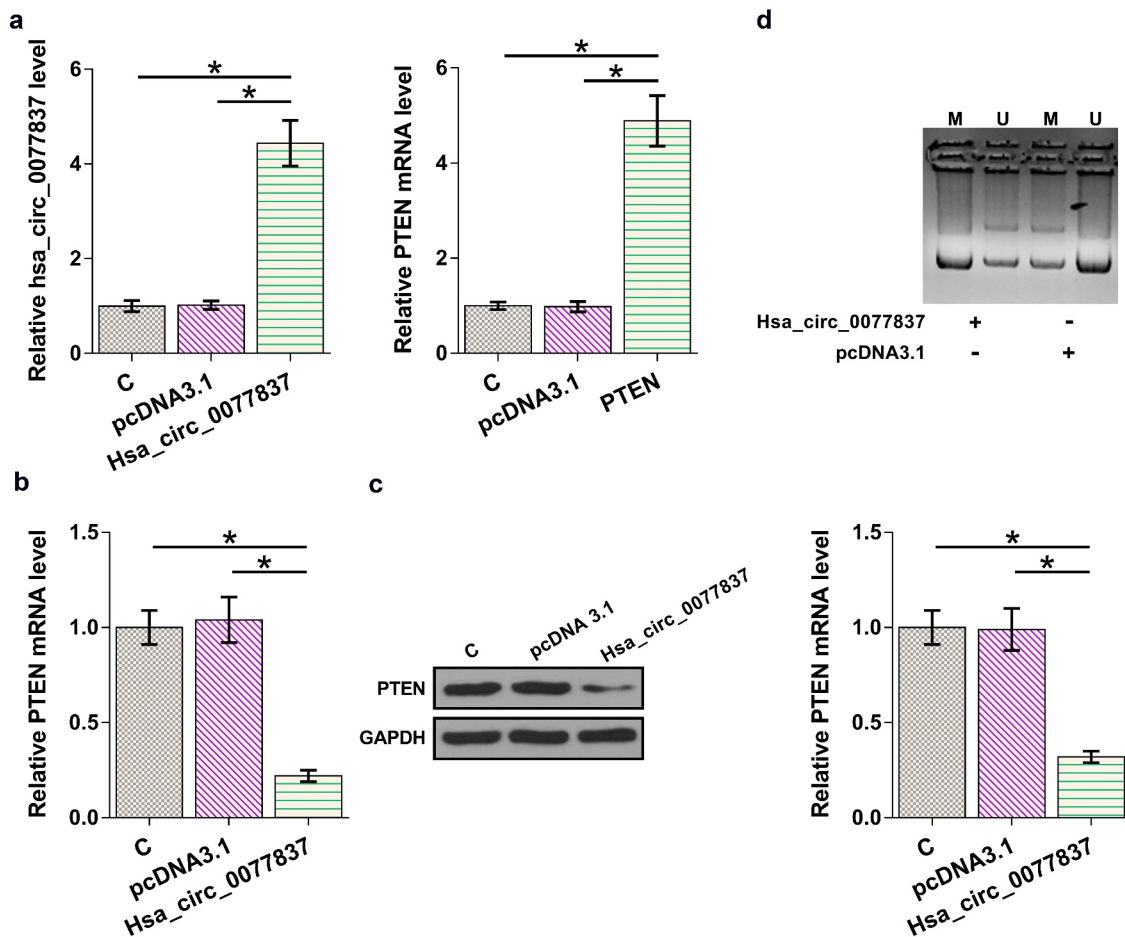 a
Relative hsa_circ_0077837 level
6
4
2
0
*
*
C
pcDNA3.1
Hsa_circ_0077837
Relative PTEN mRNA level
6
4
2
0
*
*
C
pcDNA3.1
PTEN
d
M U M U
Hsa_circ_0077837 + -
pcDNA3.1 - +
b
Relative PTEN mRNA level
1.5
1.0
0.5
0.0
*
*
C
pcDNA3.1
Hsa_circ_0077837
c
C
pcDNA 3.1
Hsa_circ_0077837
PTEN
GAPDH
Relative PTEN mRNA level
1.5
1.0
0.5
0.0
*
*
C
pcDNA3.1
Hsa_circ_0077837